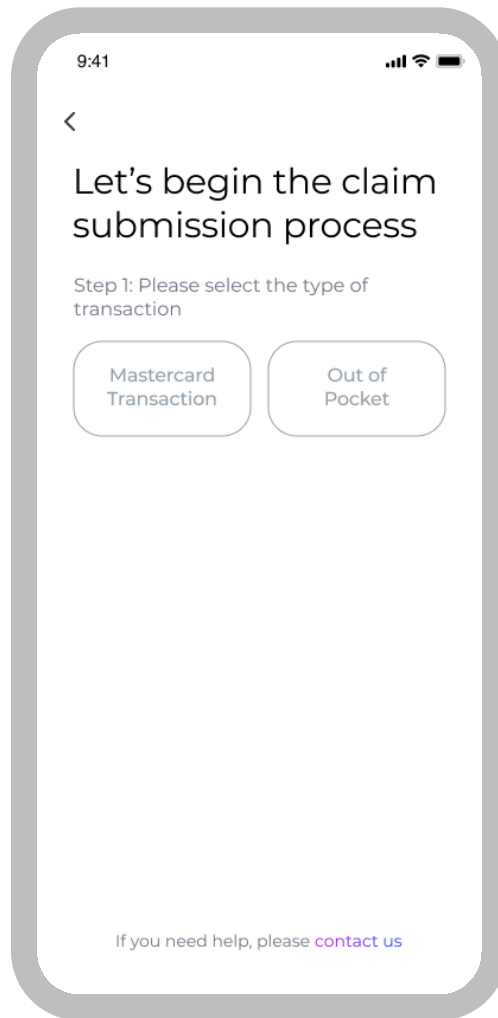 9:41
Let’s begin the claim
submission process
Step 1: Please select the type of
transaction
Mastercard
Transaction
Out of
Pocket
If you need help, please contact us